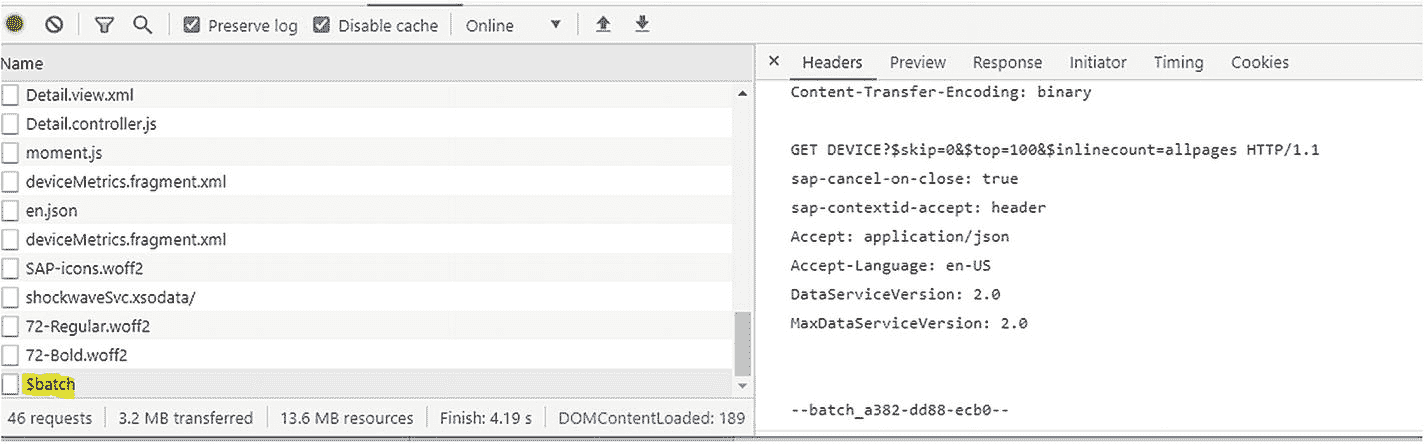 Preserve log Disable cache Online
Name
Detail.view.xml
Detail.controller.js
moment.js
deviceMetrics.fragment.xml
en.json
deviceMetrics.fragment.xml
SAP-icons.woff2
shockwaveSvc.xsodata/
72-Regular.woff2
72-Bold.woff2
$batch
46 requests 3.2 MB transferred 13.6 MB resources Finish: 4.19 s DOMContentLoaded: 189
× Headers Preview Response Initiator Timing Cookies
Content-Transfer-Encoding: binary
GET DEVICE?$skip=0&$top=100&$inlinecount=allpages HTTP/1.1
sap-cancel-on-close: true
sap-contextid-accept: header
Accept: application/json
Accept-Language: en-US
DataServiceVersion: 2.0
MaxDataServiceVersion: 2.0
--batch_a382-dd88-ecb0--